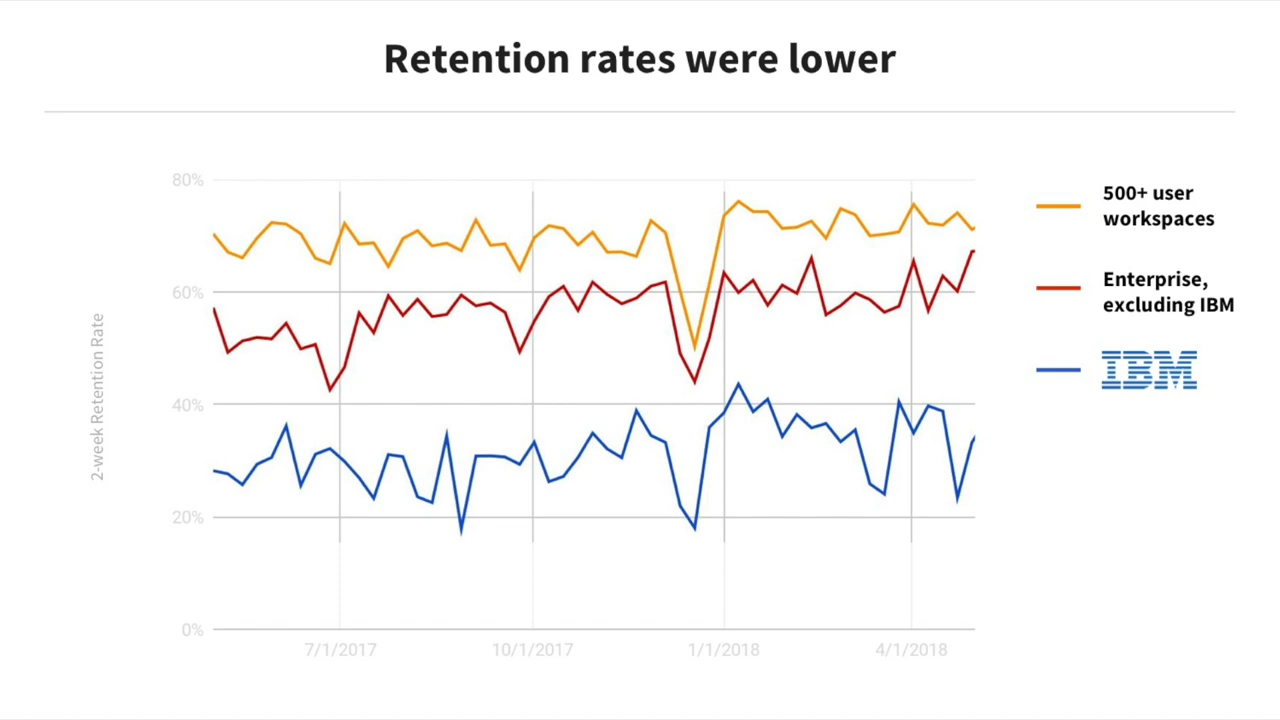 Retention rates were lower
80%
60%
40%
20%
0%
2-week Retention Rate
7/1/2017
10/1/2017
1/1/2018
4/1/2018
500+ user
workspaces
Enterprise,
excluding IBM
IBM